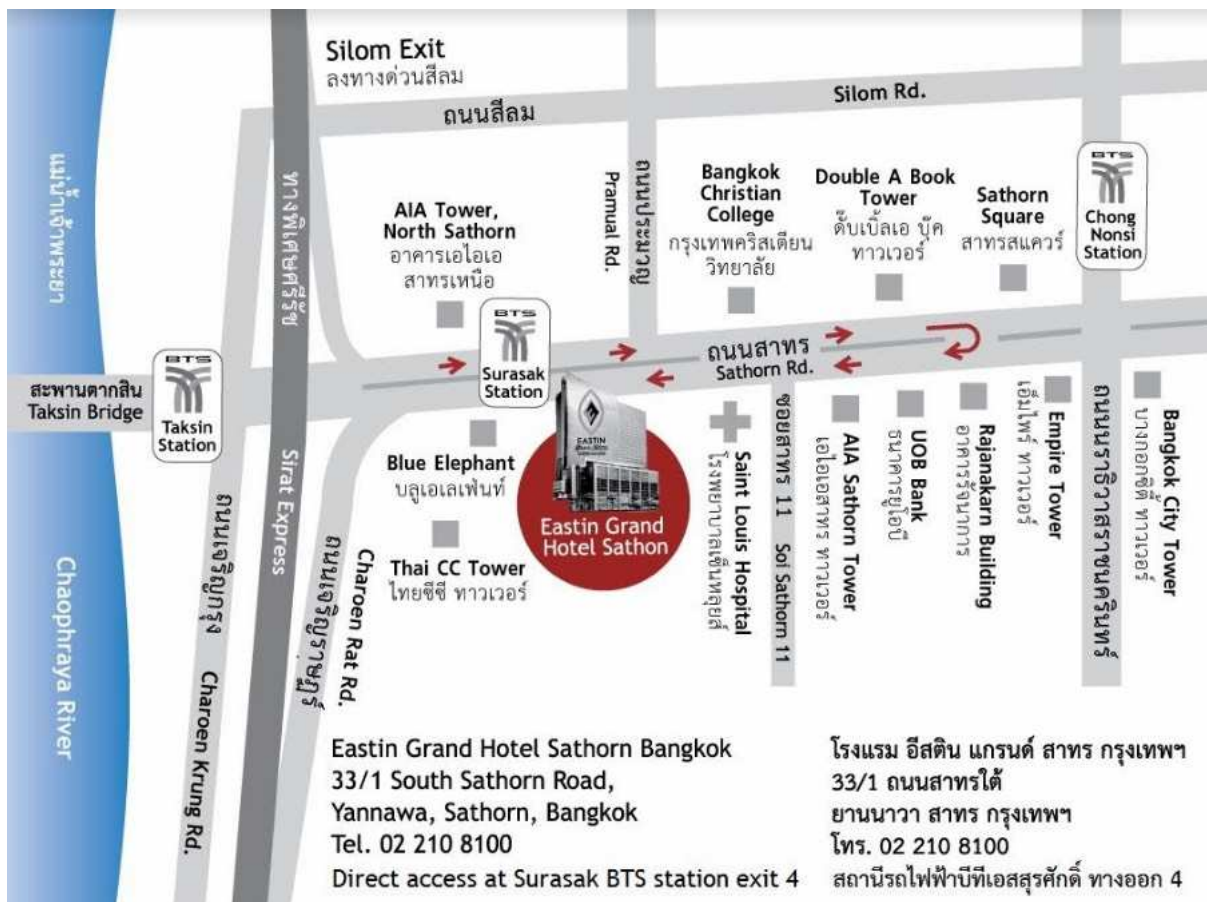 Silom Exit
ลงทางด่วนสีลม
ถนนสีลม
Silom Rd.
แม่น้ำเจ้าพระยา
Chaophraya River
ทางพิเศษศรีรัช
Sirat Express
AIA Tower,
North Sathorn
อาคารเอไอเอ
สาทรเหนือ
ถนนประมวญ
Pramual Rd.
Bangkok
Christian
College
กรุงเทพคริสเตียน
วิทยาลัย
Double A Book
Tower
ดั๊บเบิ้ลเอ บุ๊ค
ทาวเวอร์
Sathorn
Square
สาทรสแควร์
BTS
Chong
Nonsi
Station
BTS
Surasak
Station
ถนนสาทร
Sathorn Rd.
สะพานตากสิน
Taksin Bridge
BTS
Taksin
Station
Blue Elephant
บลูเอเลเฟ่นท์
Thai CC Tower
ไทยซีซี ทาวเวอร์
EASTIN
Eastin Grand
Hotel Sathon
Saint Louis Hospital
โรงพยาบาลเซ็นหลุยส์
ซอยสาทร 11 Soi Sathorn 11
AIA Sathorn Tower
เอไอเอสาทร ทาวเวอร์
UOB Bank
ธนาคารยูโอบี
Rajanakarn Building
อาคารรัจนาการ
Empire Tower
เอ็มไพร์ ทาวเวอร์
ถนนนราธิวาสราชนครินทร์
Bangkok City Tower
บางกอกซิตี้ ทาวเวอร์
ถนนเจริญกรุง
Charoen Krung Rd.
ถนนเจริญราษฎร์
Charoen Rat Rd.
Eastin Grand Hotel Sathorn Bangkok
33/1 South Sathorn Road,
Yannawa, Sathorn, Bangkok
Tel. 02 210 8100
Direct access at Surasak BTS station exit 4
โรงแรม อีสติน แกรนด์ สาทร กรุงเทพฯ
33/1 ถนนสาทรใต้
ยานนาวา สาทร กรุงเทพฯ
โทร. 02 210 8100
สถานีรถไฟฟ้าบีทีเอสสุรศักดิ์ ทางออก 4